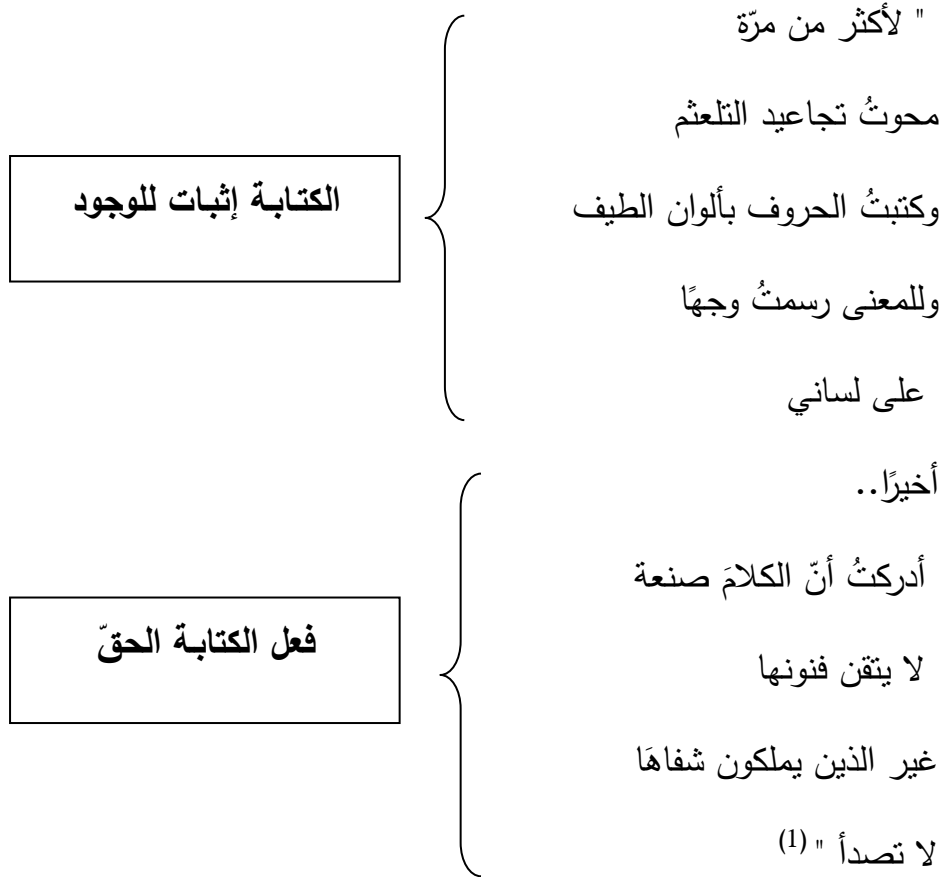 " لأكثر من مرّة
محوتُ تجاعيد التلعثم
وكتبتُ الحروف بألوان الطيف
وللمعنى رسمتُ وجهًا
على لساني
الكتابة إثبات للوجود
أخيرًا..
أدركتُ أنّ الكلامَ صنعة
لا يتقن فنونها
غير الذين يملكون شفاهَا
لا تصدأ " (1)
فعل الكتابة الحقّ